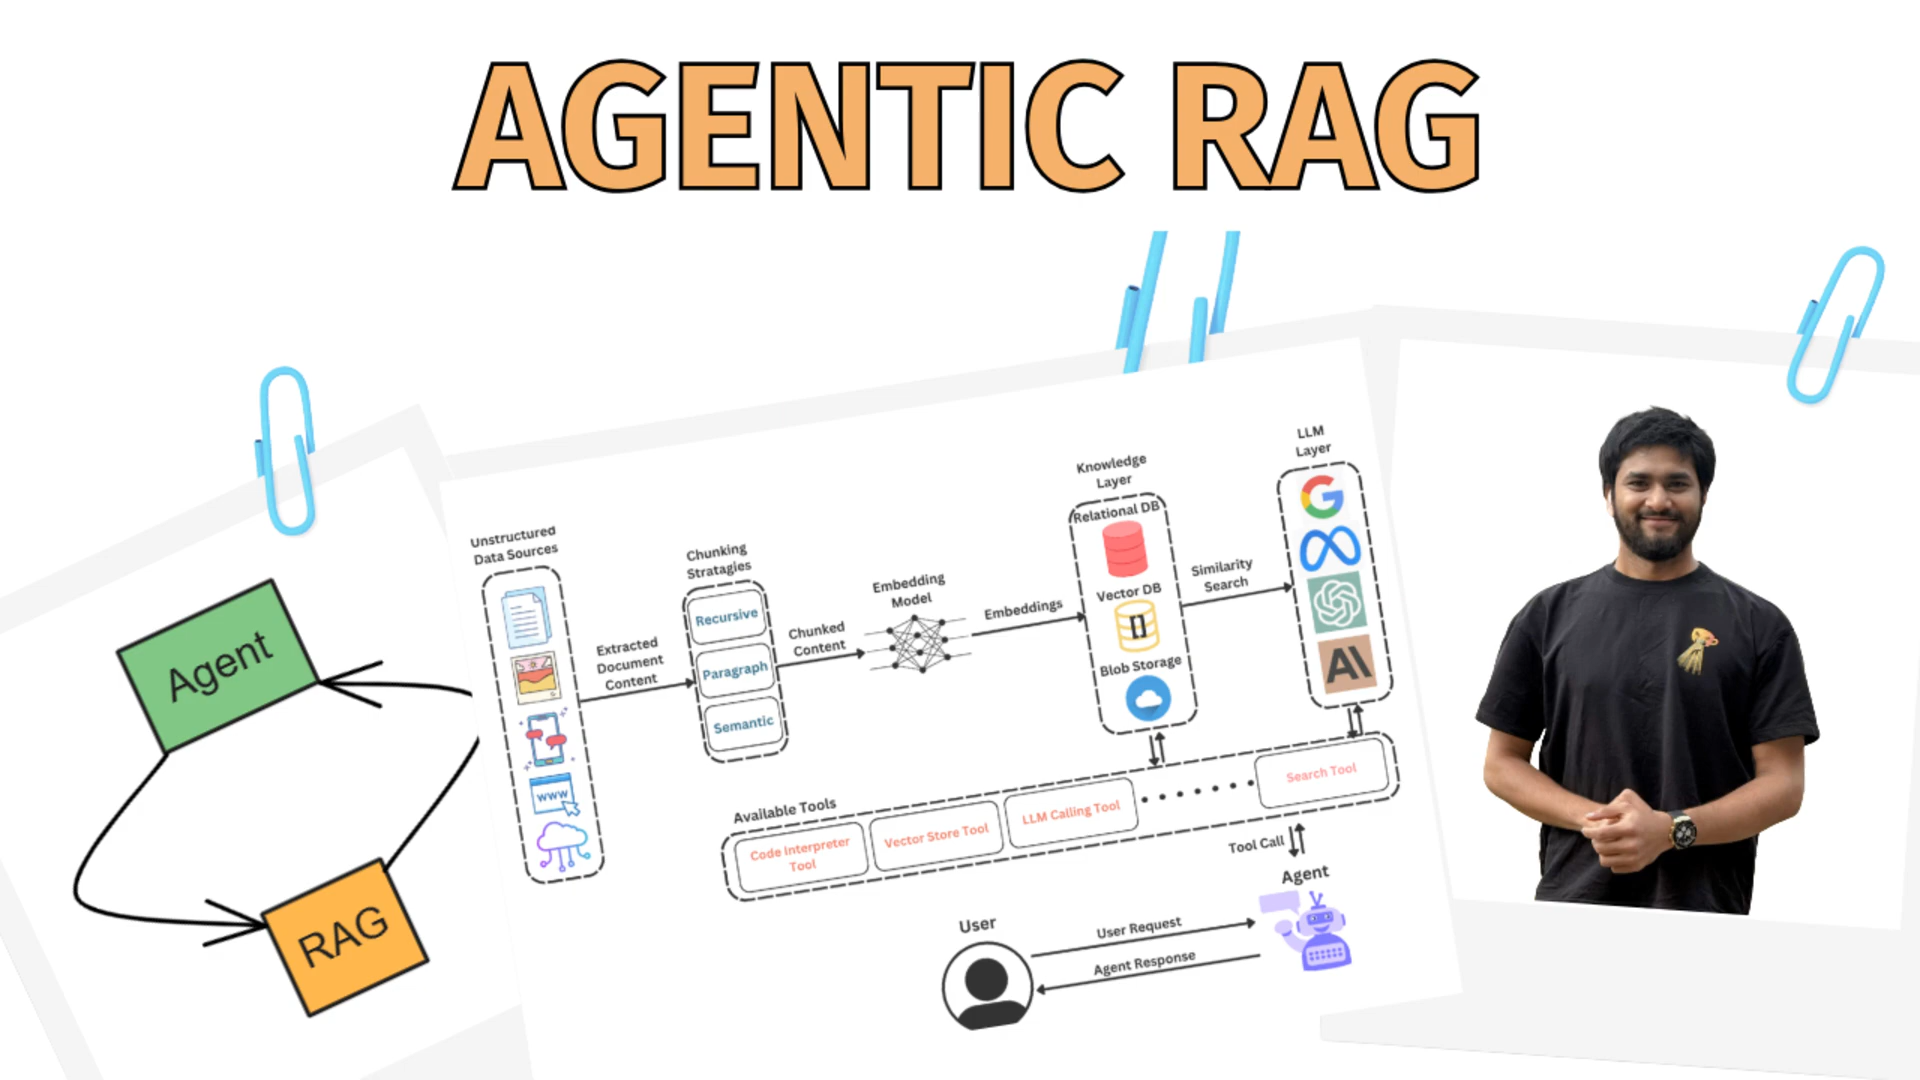 AGENTIC RAG
Agent
RAG
Unstructured
Data Sources
www
Extracted
Document
Content
Chunking
Stratagies
Recursive
Paragraph
Semantic
Chunked
Content
Embedding
Model
Embeddings
Knowledge
Layer
Relational DB
Vector DB
[]
Blob Storage
Similarity
Search
LLM
Layer
G
AI
Available Tools
Code Interpreter
Tool
Vector Store Tool
LLM Calling Tool
Search Tool
Tool Call
Agent
User
User Request
Agent Response